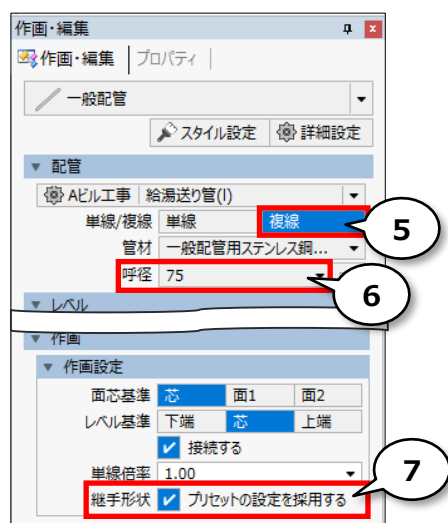 作画・編集
作画・編集 プロパティ
一般配管
スタイル設定 詳細設定
配管
Aビル工事 給湯送り管(I)
単線/複線 単線 複線
5
管材 一般配管用ステンレス鋼...
呼径 75
6
レベル
作画
作画設定
面芯基準 芯 面1 面2
レベル基準 下端 芯 上端
接続する
単線倍率 1.00
7
継手形状 プリセットの設定を採用する